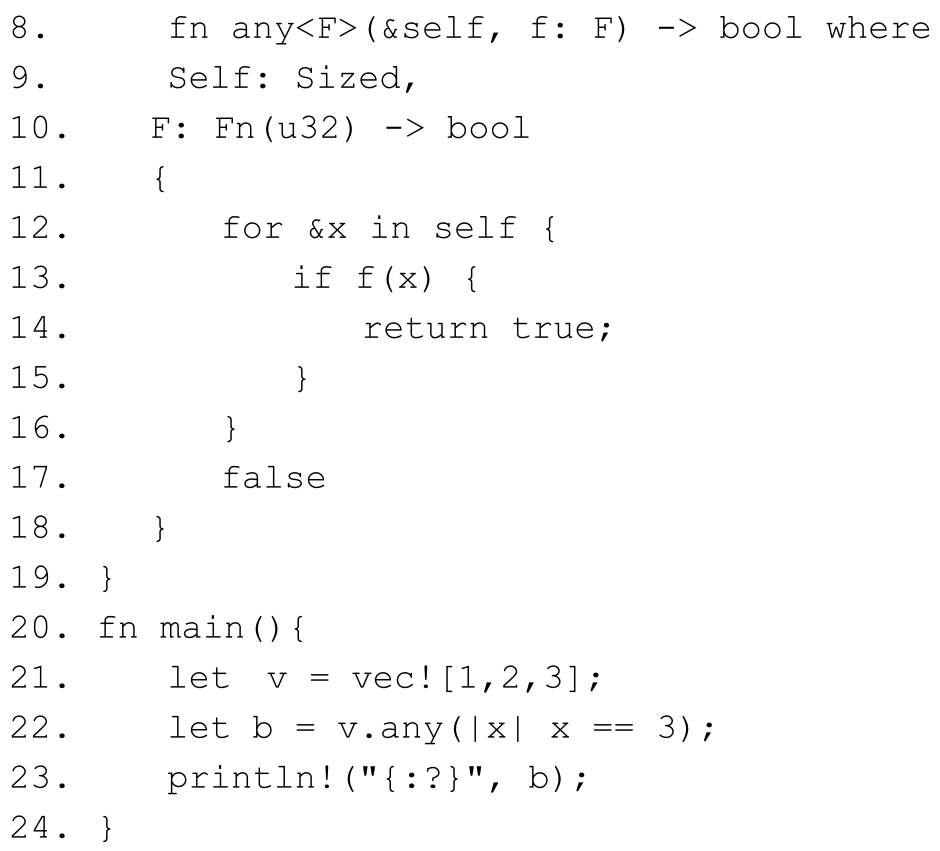 8.     fn any<F>(&self, f: F) -> bool where
9.     Self: Sized,
10.    F: Fn(u32) -> bool
11.    {
12.        for &x in self {
13.            if f(x) {
14.                return true;
15.            }
16.        }
17.        false
18.    }
19. }
20. fn main(){
21.    let  v = vec![1,2,3];
22.    let b = v.any(|x| x == 3);
23.    println!("{:?}", b);
24. }